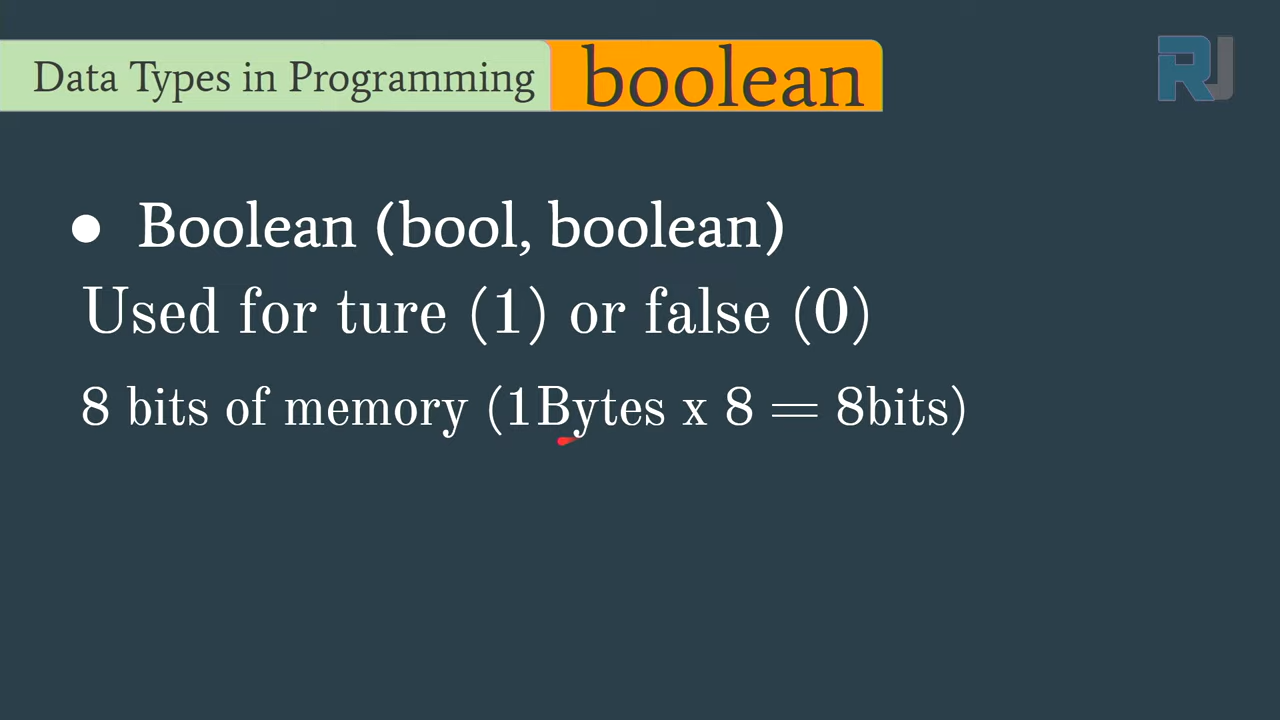 Data Types in Programming boolean
RJ
● Boolean (bool, boolean)
Used for ture (1) or false (0)
8 bits of memory (1Bytes x 8 = 8bits)